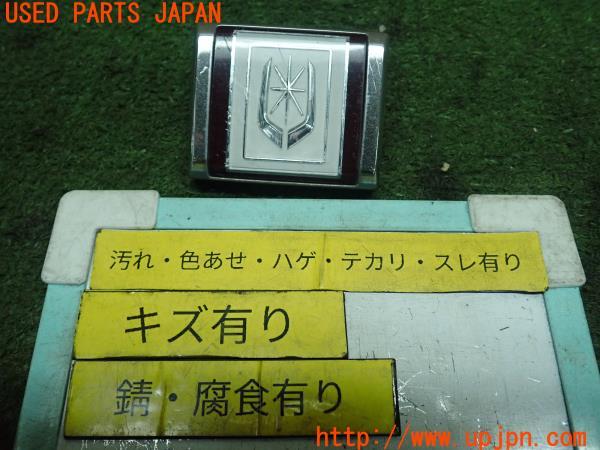 USED PARTS JAPAN
汚れ・色あせ・ハゲ・テカリ・スレ有り
キズ有り
錆・腐食有り
http://www.upjpn.com